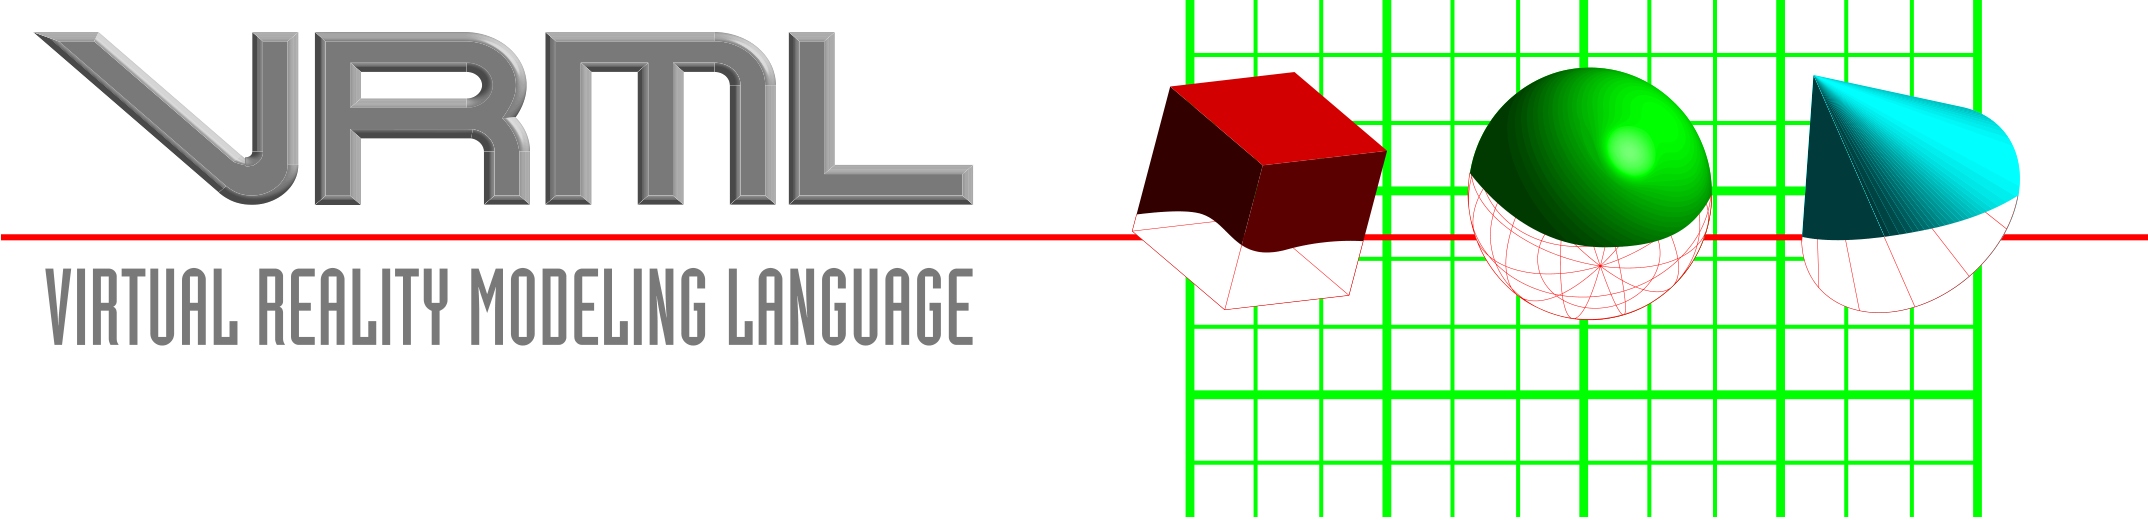 VRML
VIRTUAL REALITY MODELING LANGUAGE